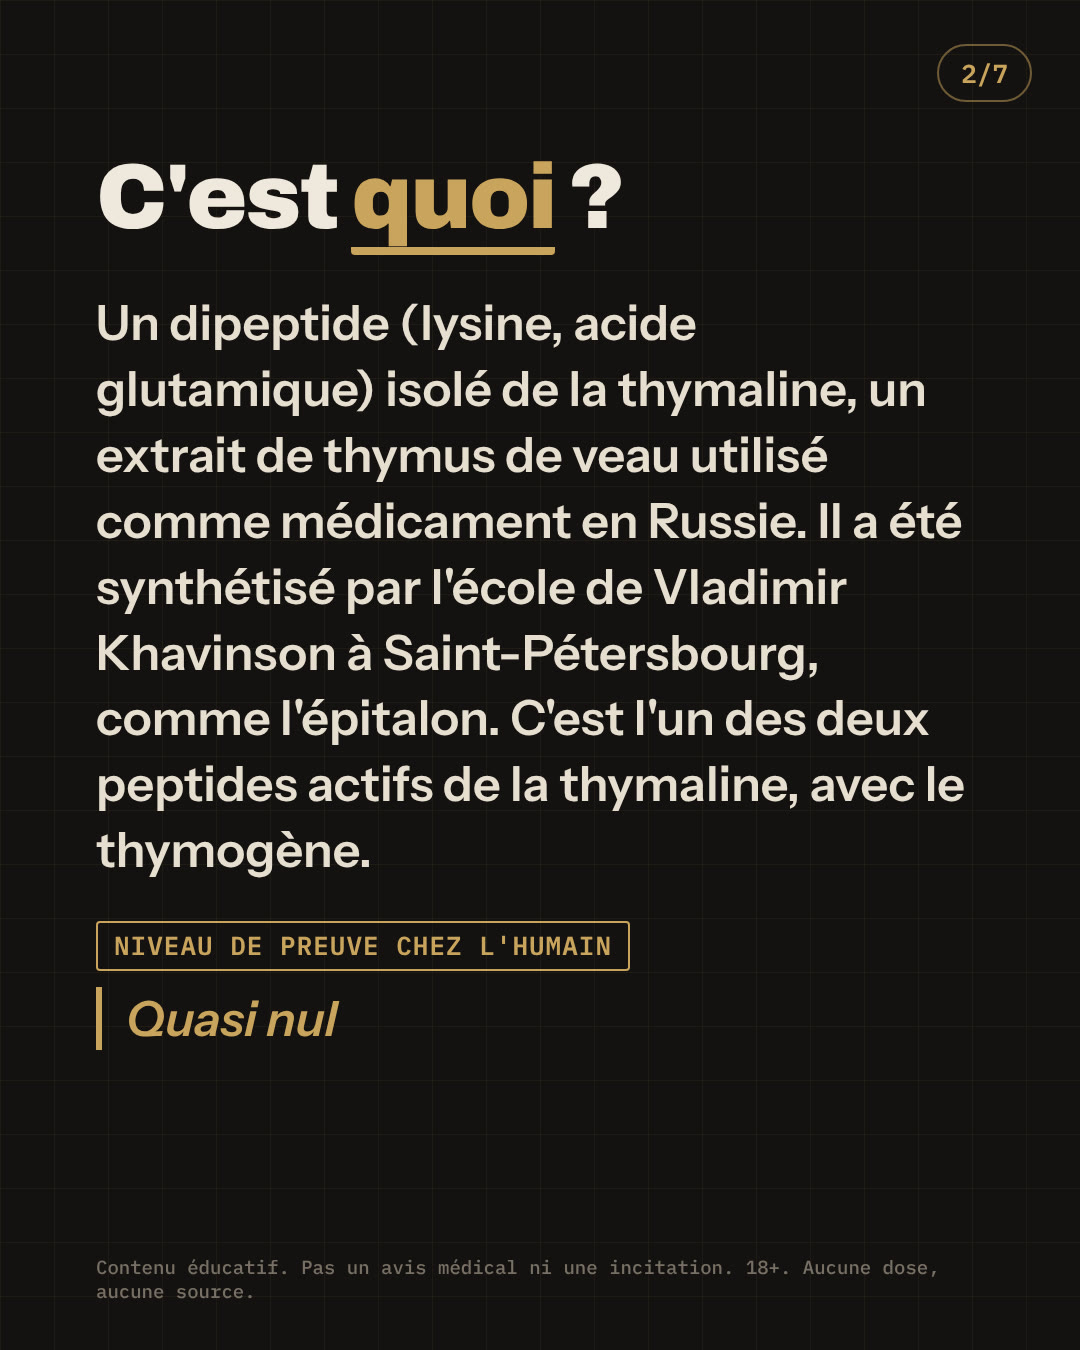 2/7
C'est quoi ?
Un dipeptide (lysine, acide
glutamique) isolé de la thymaline, un
extrait de thymus de veau utilisé
comme médicament en Russie. Il a été
synthétisé par l'école de Vladimir
Khavinson à Saint-Pétersbourg,
comme l'épitalon. C'est l'un des deux
peptides actifs de la thymaline, avec le
thymogène.
NIVEAU DE PREUVE CHEZ L'HUMAIN
Quasi nul
Contenu éducatif. Pas un avis médical ni une incitation. 18+. Aucune dose,
aucune source.